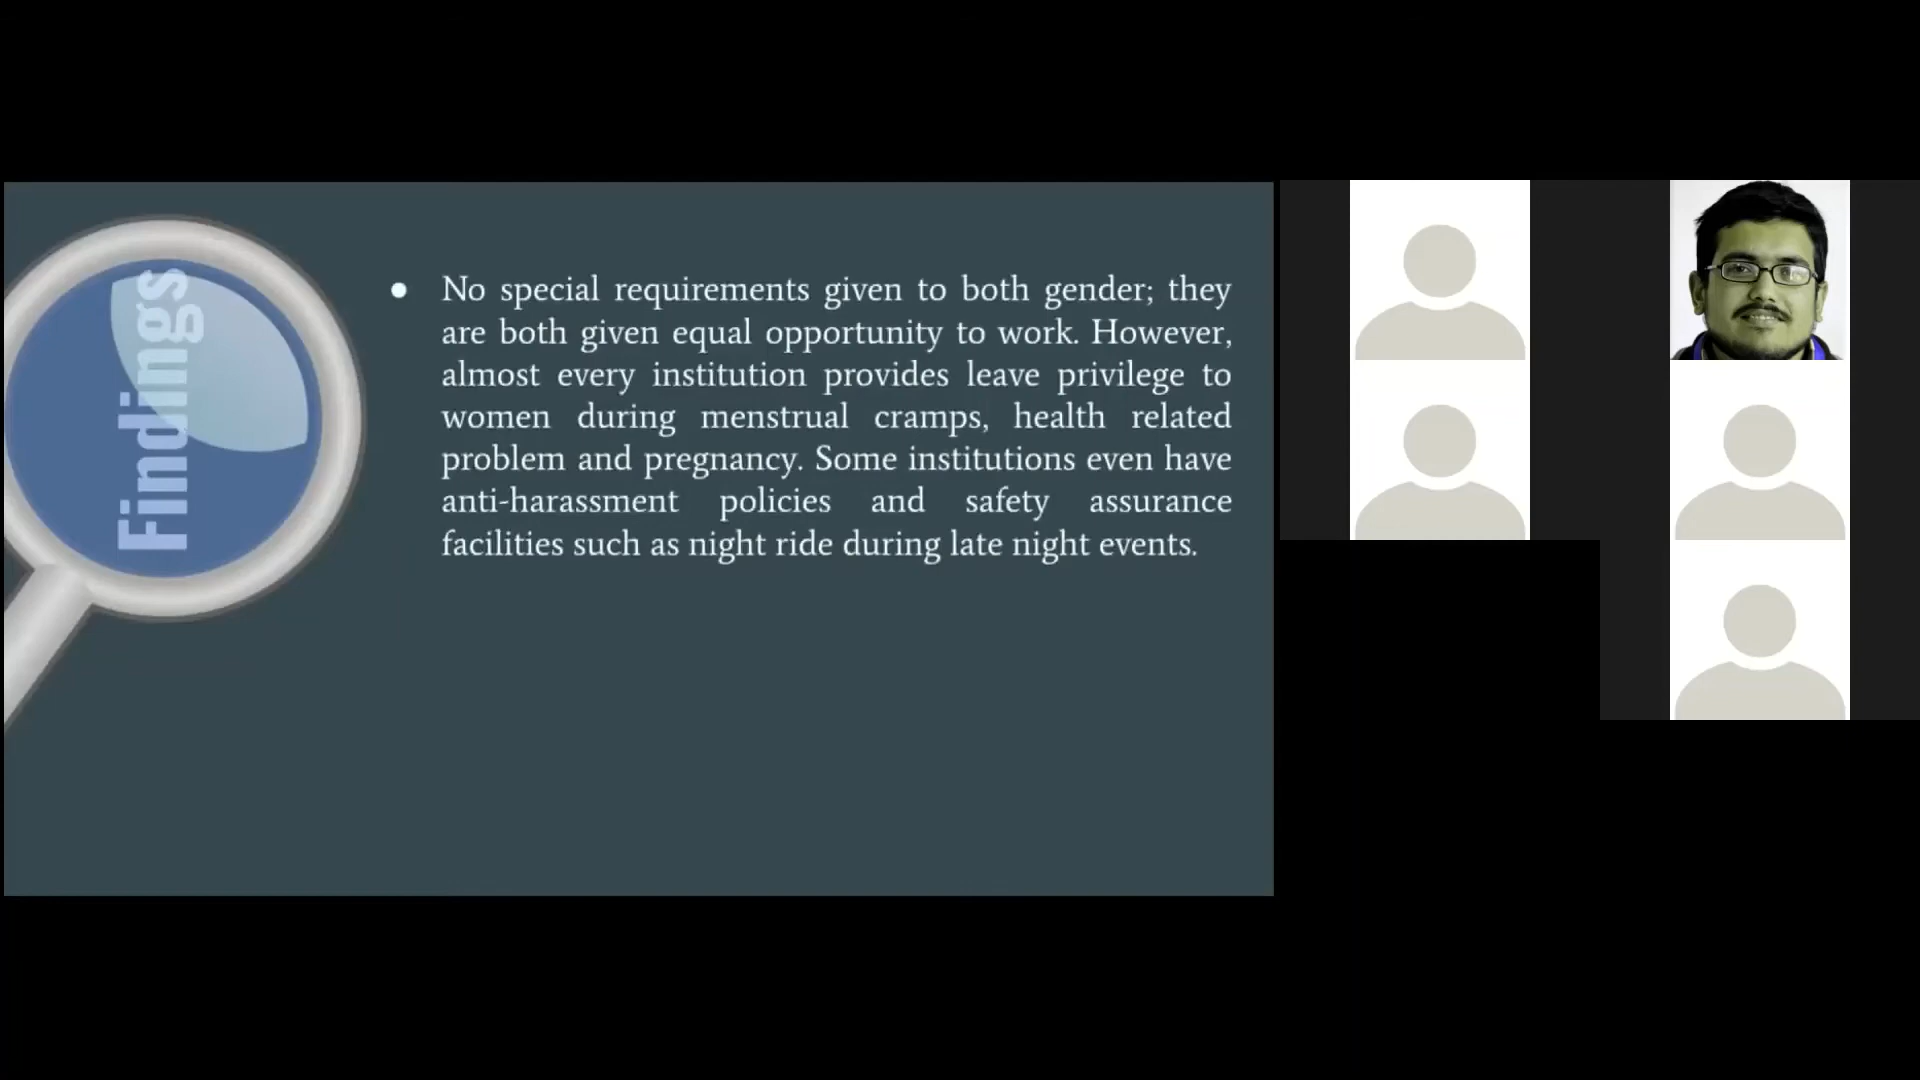 Findings
● No special requirements given to both gender; they
are both given equal opportunity to work. However,
almost every institution provides leave privilege to
women during menstrual cramps, health related
problem and pregnancy. Some institutions even have
anti-harassment policies and safety assurance
facilities such as night ride during late night events.